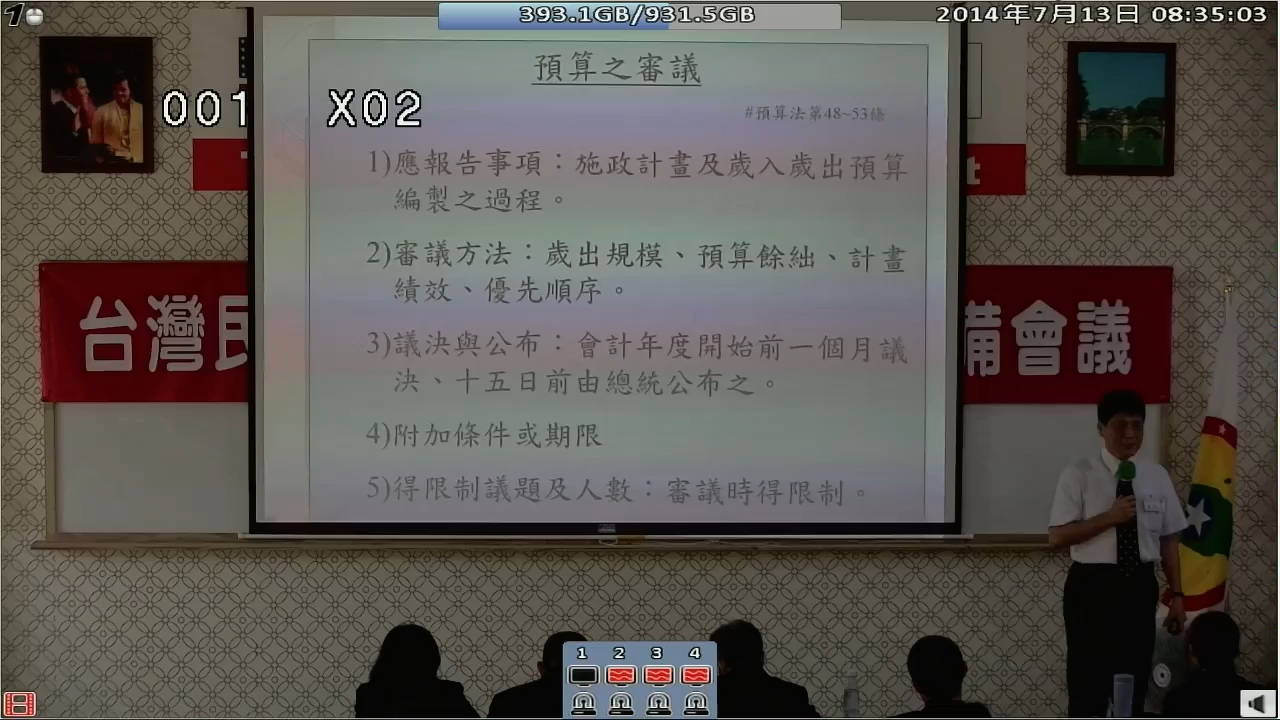 1
393.1GB/931.5GB
2014年7月13日 08:35:03
001
X02
預算之審議
#預算法第48~53條
1)應報告事項：施政計畫及歲入歲出預算
編製之過程。
2)審議方法：歲出規模、預算餘絀、計畫
績效、優先順序。
3)議決與公布：會計年度開始前一個月議
決、十五日前由總統公布之。
4)附加條件或期限
5)得限制議題及人數：審議時得限制。
台灣民
備會議
1 2 3 4